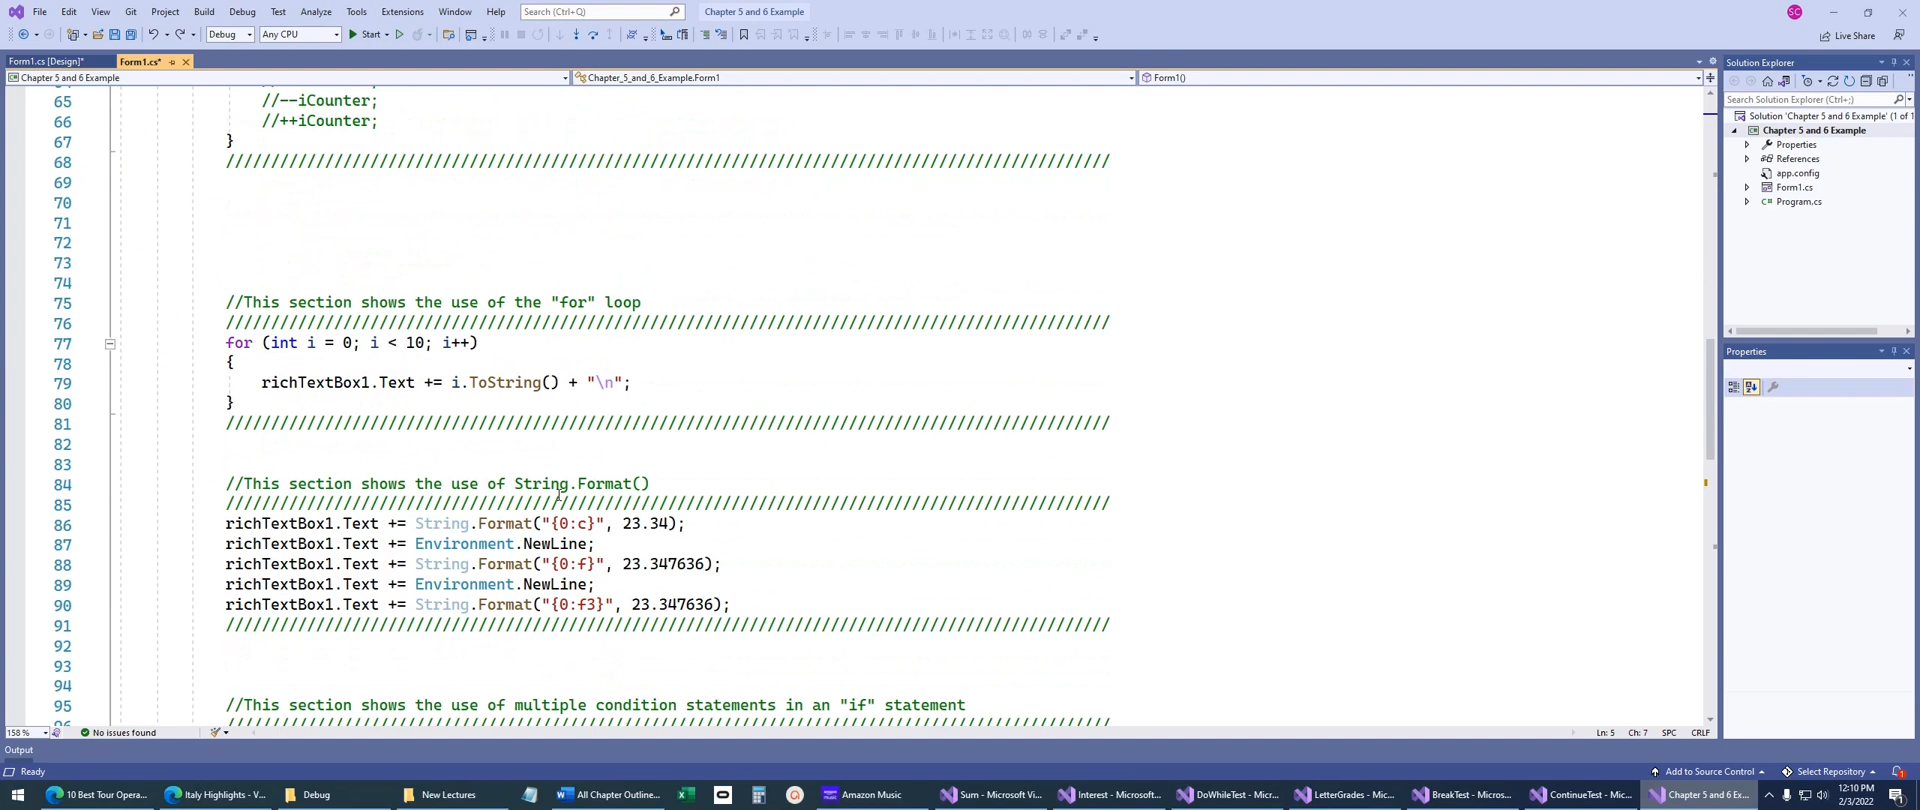 File Edit View Git Project Build Debug Test Analyze Tools Extensions Window Help Search (Ctrl+Q) Chapter 5 and 6 Example SC
Debug Any CPU Start Live Share
Form1.cs [Design]* Form1.cs*
Chapter 5 and 6 Example Chapter_5_and_6_Example.Form1 Form1()
65 //--iCounter;
66 //++iCounter;
67 }
68 //////////////////////////////////////////////////////////////////////////////////////////////////
69
70
71
72
73
74
75 //This section shows the use of the "for" loop
76 //////////////////////////////////////////////////////////////////////////////////////////////////
77 for (int i = 0; i < 10; i++)
78 {
79 richTextBox1.Text += i.ToString() + "\n";
80 }
81 //////////////////////////////////////////////////////////////////////////////////////////////////
82
83
84 //This section shows the use of String.Format()
85 //////////////////////////////////////////////////////////////////////////////////////////////////
86 richTextBox1.Text += String.Format("{0:c}", 23.34);
87 richTextBox1.Text += Environment.NewLine;
88 richTextBox1.Text += String.Format("{0:f}", 23.347636);
89 richTextBox1.Text += Environment.NewLine;
90 richTextBox1.Text += String.Format("{0:f3}", 23.347636);
91 //////////////////////////////////////////////////////////////////////////////////////////////////
92
93
94
95 //This section shows the use of multiple condition statements in an "if" statement
//////////////////////////////////////////////////////////////////////////////////////////////////
158 % No issues found Ln: 5 Ch: 7 SPC CRLF
Solution Explorer
Search Solution Explorer (Ctrl+;)
Solution 'Chapter 5 and 6 Example' (1 of 1
Chapter 5 and 6 Example
Properties
References
app.config
Form1.cs
Program.cs
Properties
Output
Ready Add to Source Control Select Repository 1
10 Best Tour Opera... Italy Highlights - V... Debug New Lectures All Chapter Outline... Amazon Music Sum - Microsoft Vi... Interest - Microsoft... DoWhileTest - Micr... LetterGrades - Mic... BreakTest - Micros... ContinueTest - Mic... Chapter 5 and 6 Ex...
12:10 PM
2/3/2022